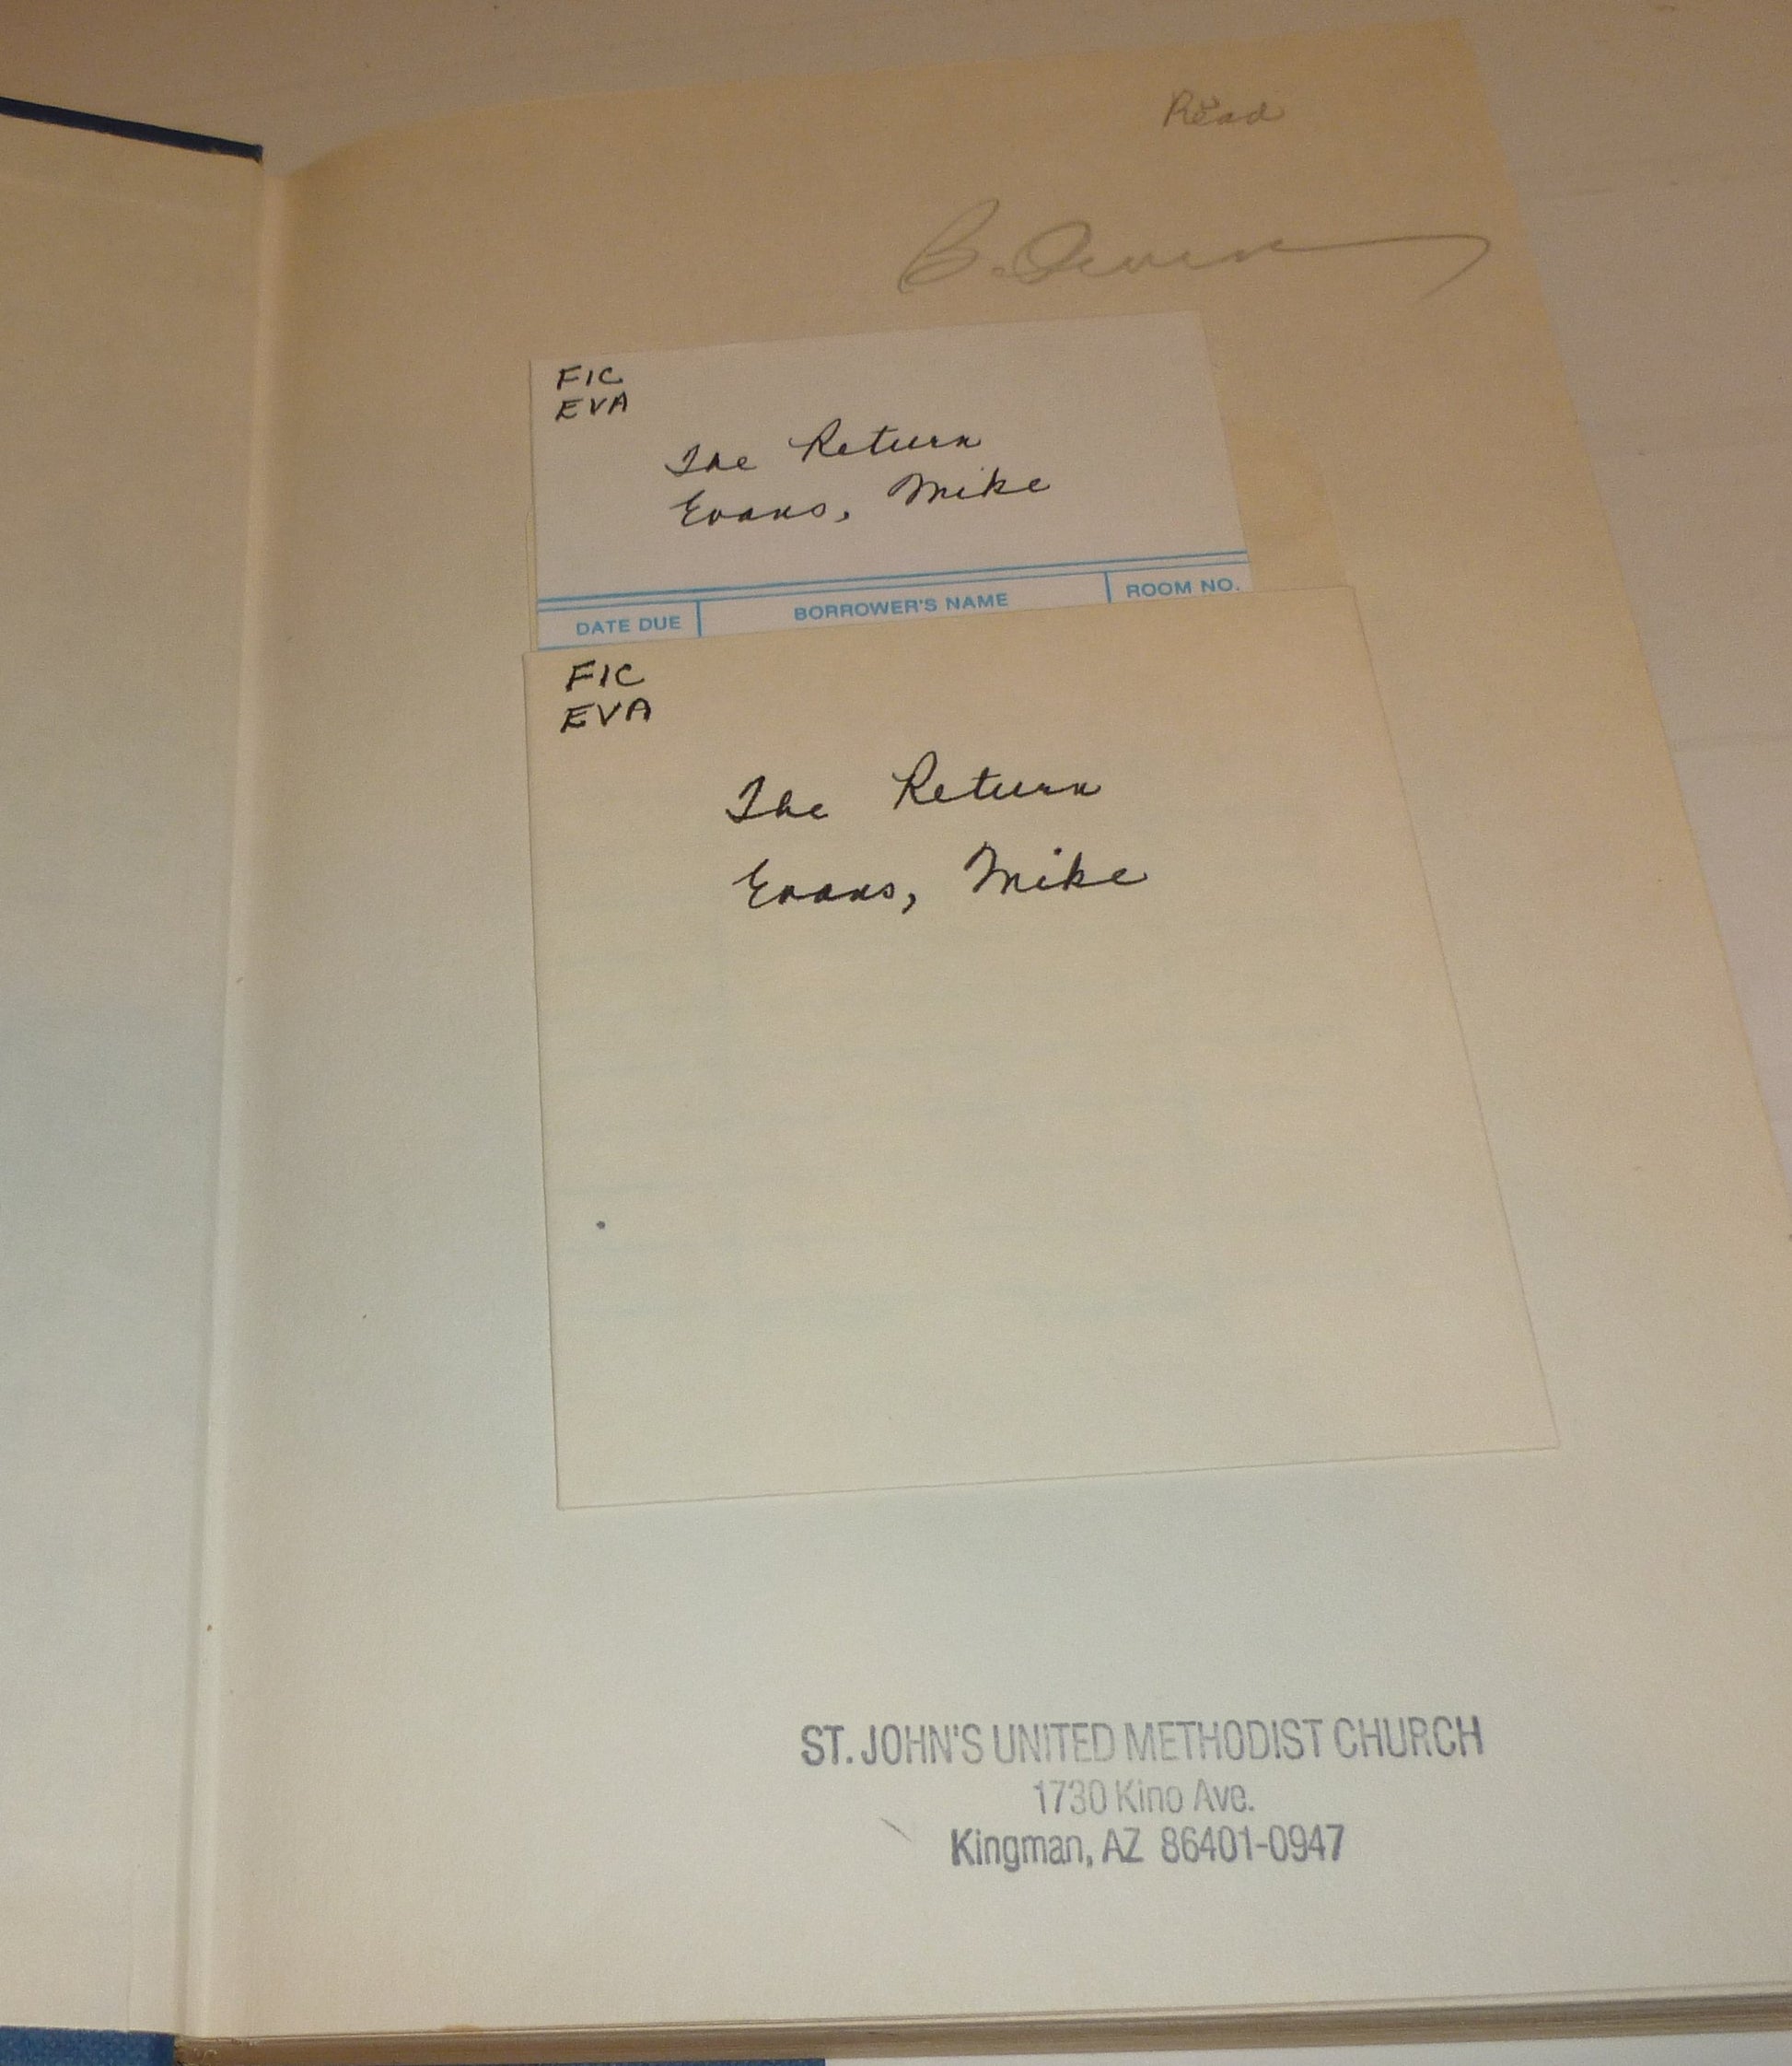 Read
B.
FIC
EVA
The Return
Evans, Mike
DATE DUE BORROWER'S NAME ROOM NO.
FIC
EVA
The Return
Evans, Mike
ST. JOHN'S UNITED METHODIST CHURCH
1730 Kino Ave.
Kingman, AZ 86401-0947